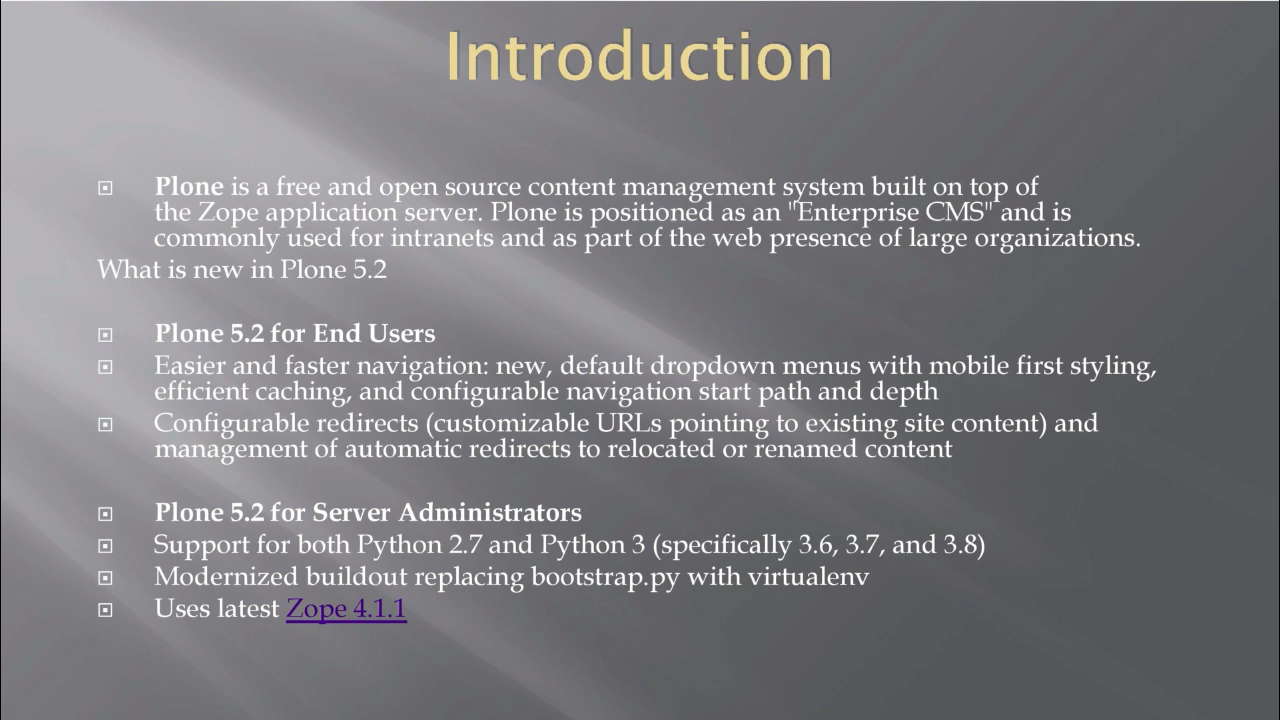 Introduction
Plone is a free and open source content management system built on top of
the Zope application server. Plone is positioned as an "Enterprise CMS" and is
commonly used for intranets and as part of the web presence of large organizations.
What is new in Plone 5.2
Plone 5.2 for End Users
Easier and faster navigation: new, default dropdown menus with mobile first styling,
efficient caching, and configurable navigation start path and depth
Configurable redirects (customizable URLs pointing to existing site content) and
management of automatic redirects to relocated or renamed content
Plone 5.2 for Server Administrators
Support for both Python 2.7 and Python 3 (specifically 3.6, 3.7, and 3.8)
Modernized buildout replacing bootstrap.py with virtualenv
Uses latest Zope 4.1.1